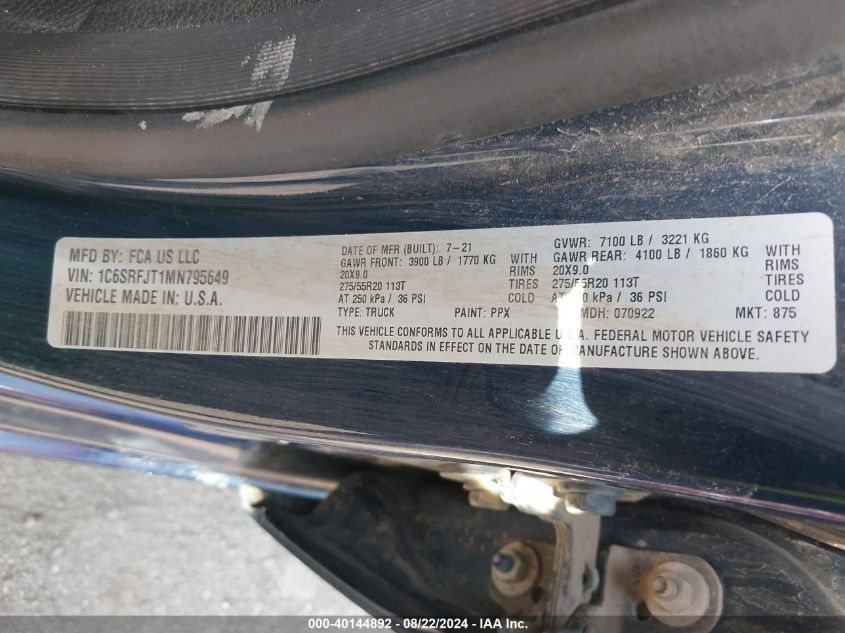 MFD BY: FCA US LLC
VIN: 1C6SRFJT1MN795649
VEHICLE MADE IN: U.S.A.
DATE OF MFR (BUILT): 7-21
GAWR FRONT: 3900 LB / 1770 KG WITH
20X9.0 RIMS
275/55R20 113T TIRES
AT 250 kPa / 36 PSI COLD
TYPE: TRUCK PAINT: PPX
GVWR: 7100 LB / 3221 KG
GAWR REAR: 4100 LB / 1860 KG WITH
20X9.0 RIMS
275/55R20 113T TIRES
AT kPa / 36 PSI COLD
MDH: 070922 MKT: 875
THIS VEHICLE CONFORMS TO ALL APPLICABLE U.S.A. FEDERAL MOTOR VEHICLE SAFETY
STANDARDS IN EFFECT ON THE DATE OF MANUFACTURE SHOWN ABOVE.
000-40144892 - 08/22/2024 - IAA Inc.